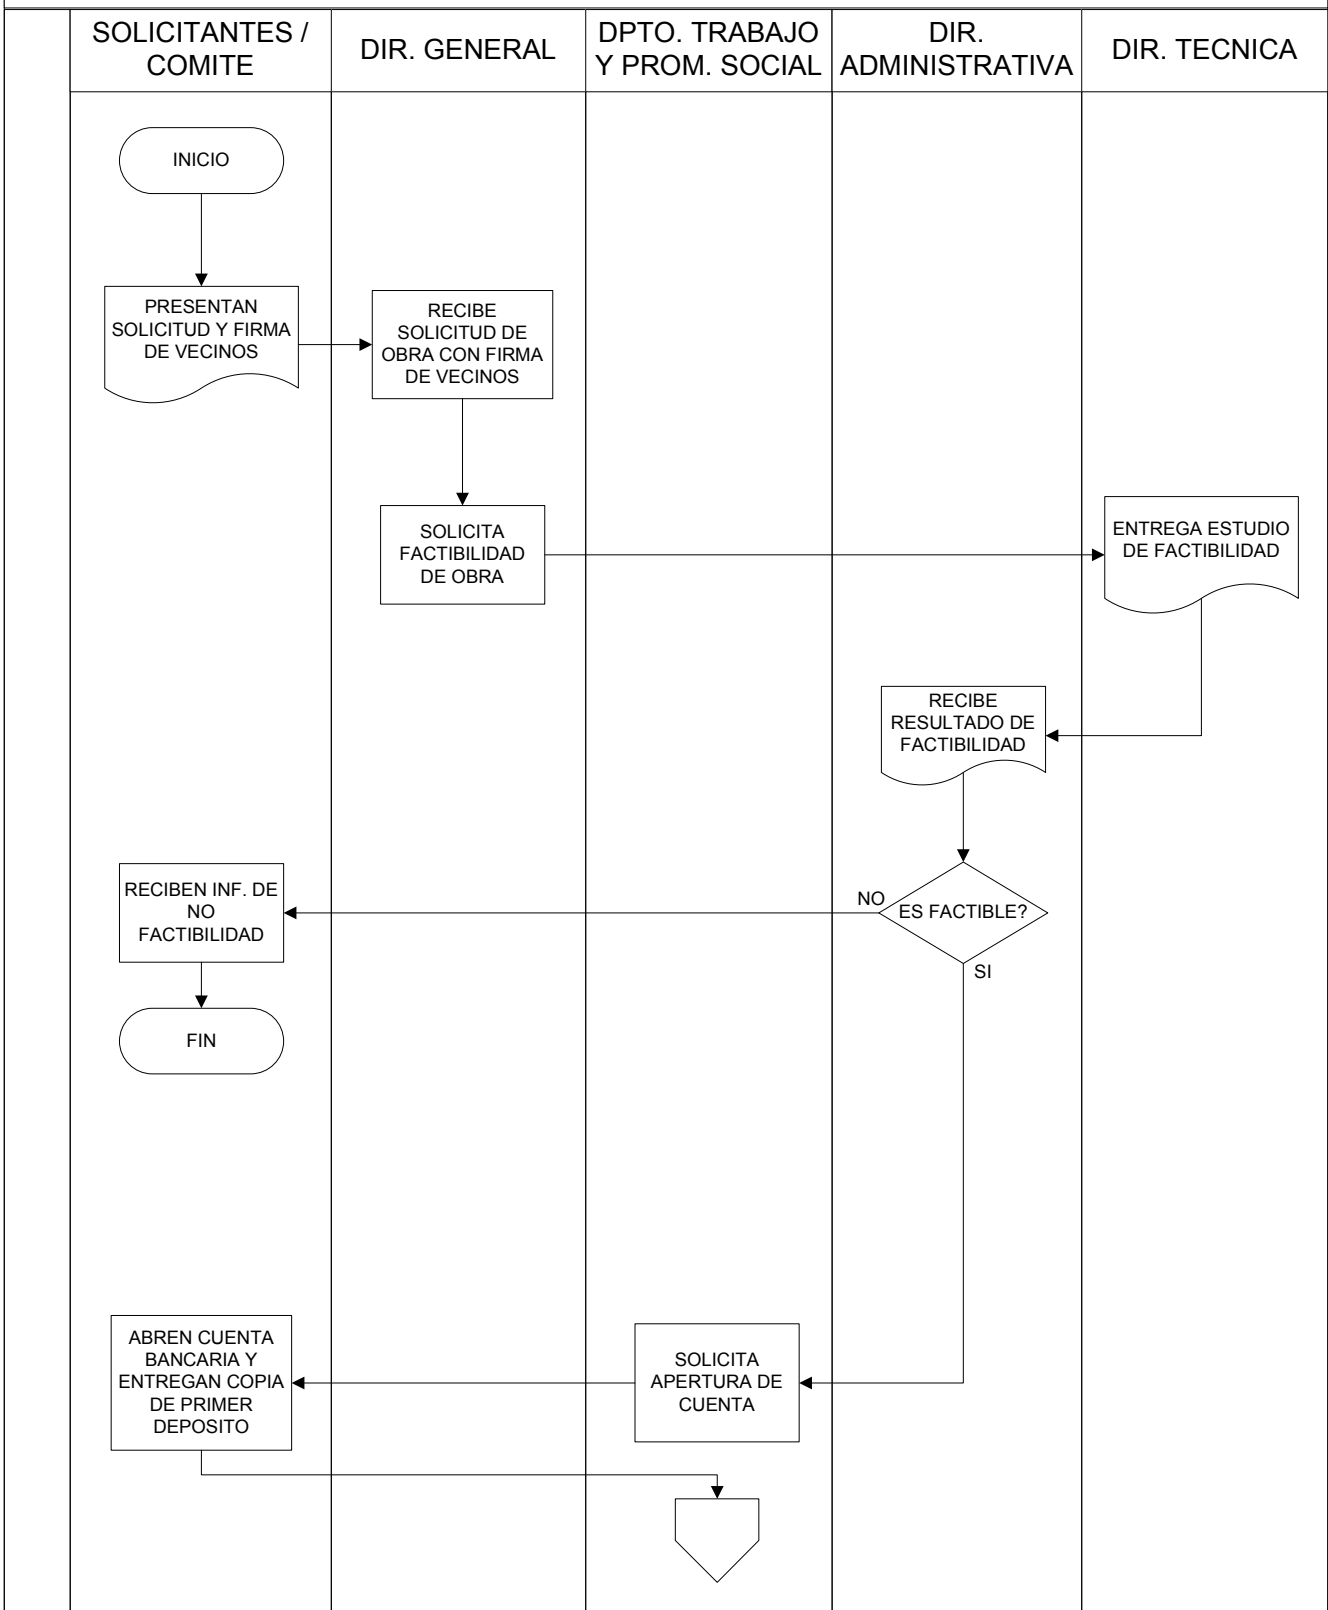 SOLICITANTES /
COMITE
DIR. GENERAL
DPTO. TRABAJO
Y PROM. SOCIAL
DIR.
ADMINISTRATIVA
DIR. TECNICA
INICIO
PRESENTAN
SOLICITUD Y FIRMA
DE VECINOS
RECIBE
SOLICITUD DE
OBRA CON FIRMA
DE VECINOS
SOLICITA
FACTIBILIDAD
DE OBRA
ENTREGA ESTUDIO
DE FACTIBILIDAD
RECIBE
RESULTADO DE
FACTIBILIDAD
ES FACTIBLE?
NO
SI
RECIBEN INF. DE
NO
FACTIBILIDAD
FIN
SOLICITA
APERTURA DE
CUENTA
ABREN CUENTA
BANCARIA Y
ENTREGAN COPIA
DE PRIMER
DEPOSITO